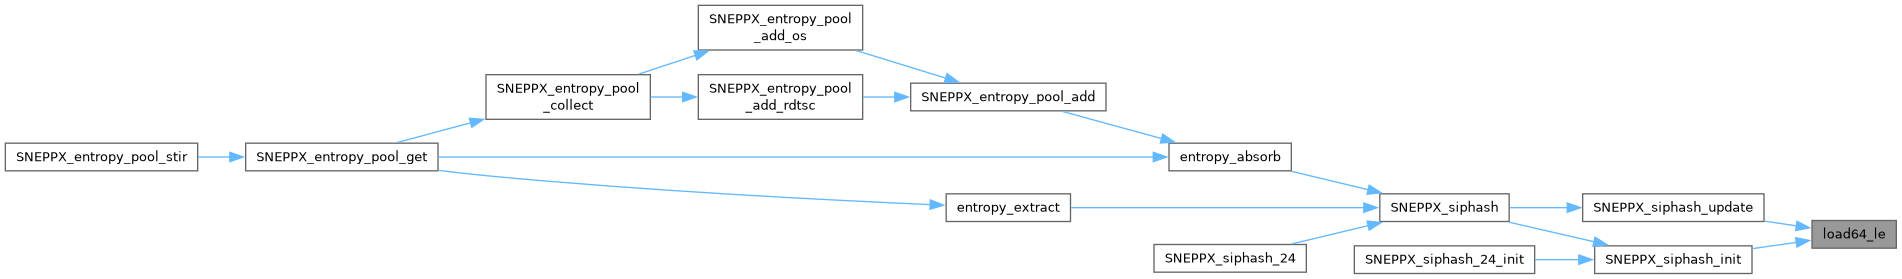 SNEPPX_entropy_pool
_add_os
SNEPPX_entropy_pool
_collect
SNEPPX_entropy_pool
_add_rdtsc
SNEPPX_entropy_pool_add
SNEPPX_entropy_pool_stir
SNEPPX_entropy_pool_get
entropy_absorb
entropy_extract
SNEPPX_siphash
SNEPPX_siphash_update
load64_le
SNEPPX_siphash_24
SNEPPX_siphash_24_init
SNEPPX_siphash_init